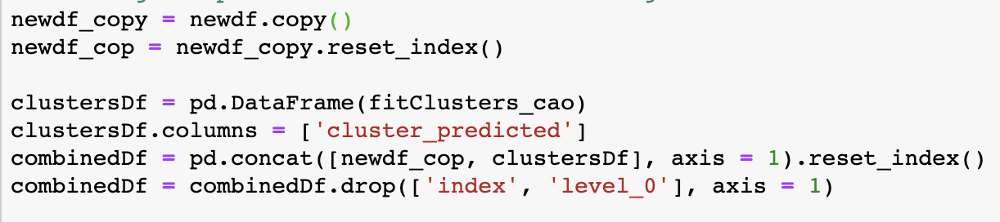 newdf_copy = newdf.copy()
newdf_cop = newdf_copy.reset_index()
clustersDf = pd.DataFrame(fitClusters_cao)
clustersDf.columns = ['cluster_predicted']
combinedDf = pd.concat([newdf_cop, clustersDf], axis = 1).reset_index()
combinedDf = combinedDf.drop(['index', 'level_0'], axis = 1)